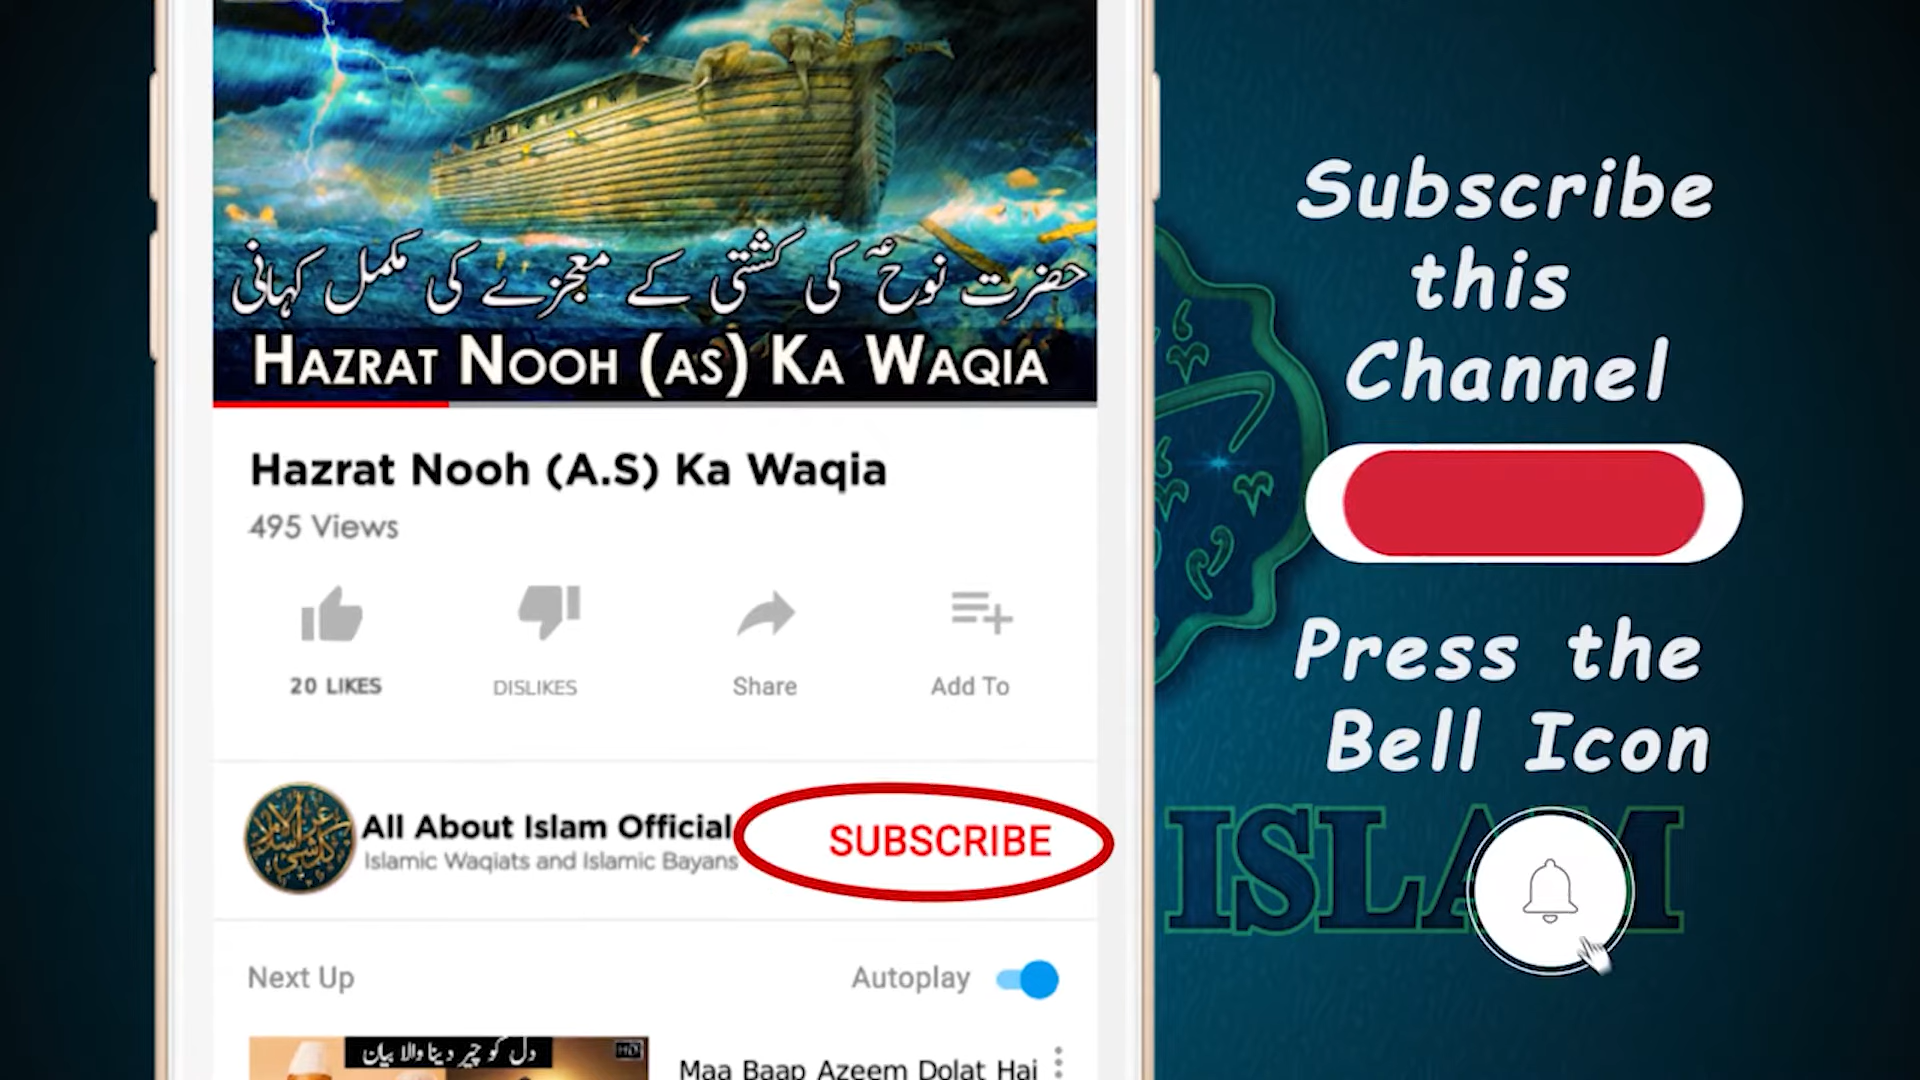 حضرت نوحؑ کی کشتی کے معجزے کی مکمل کہانی
HAZRAT NOOH (AS) KA WAQIA
Hazrat Nooh (A.S) Ka Waqia
495 Views
20 LIKES
DISLIKES
Share
Add To
All About Islam Official
Islamic Waqiats and Islamic Bayans
SUBSCRIBE
Next Up
Autoplay
دل کو چیر دینا والا بیان
HD
Maa Baap Azeem Dolat Hai
Subscribe
this
Channel
Press the
Bell Icon
ISLAM